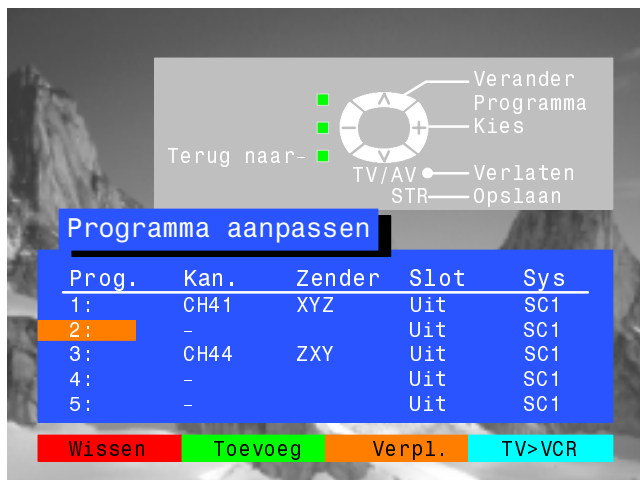 Verander
Programma
Kies
Terug naar–
TV/AV Verlaten
STR Opslaan
Programma aanpassen
Prog. Kan. Zender Slot Sys
1: CH41 XYZ Uit SC1
2: – Uit SC1
3: CH44 ZXY Uit SC1
4: – Uit SC1
5: – Uit SC1
Wissen Toevoeg Verpl. TV>VCR